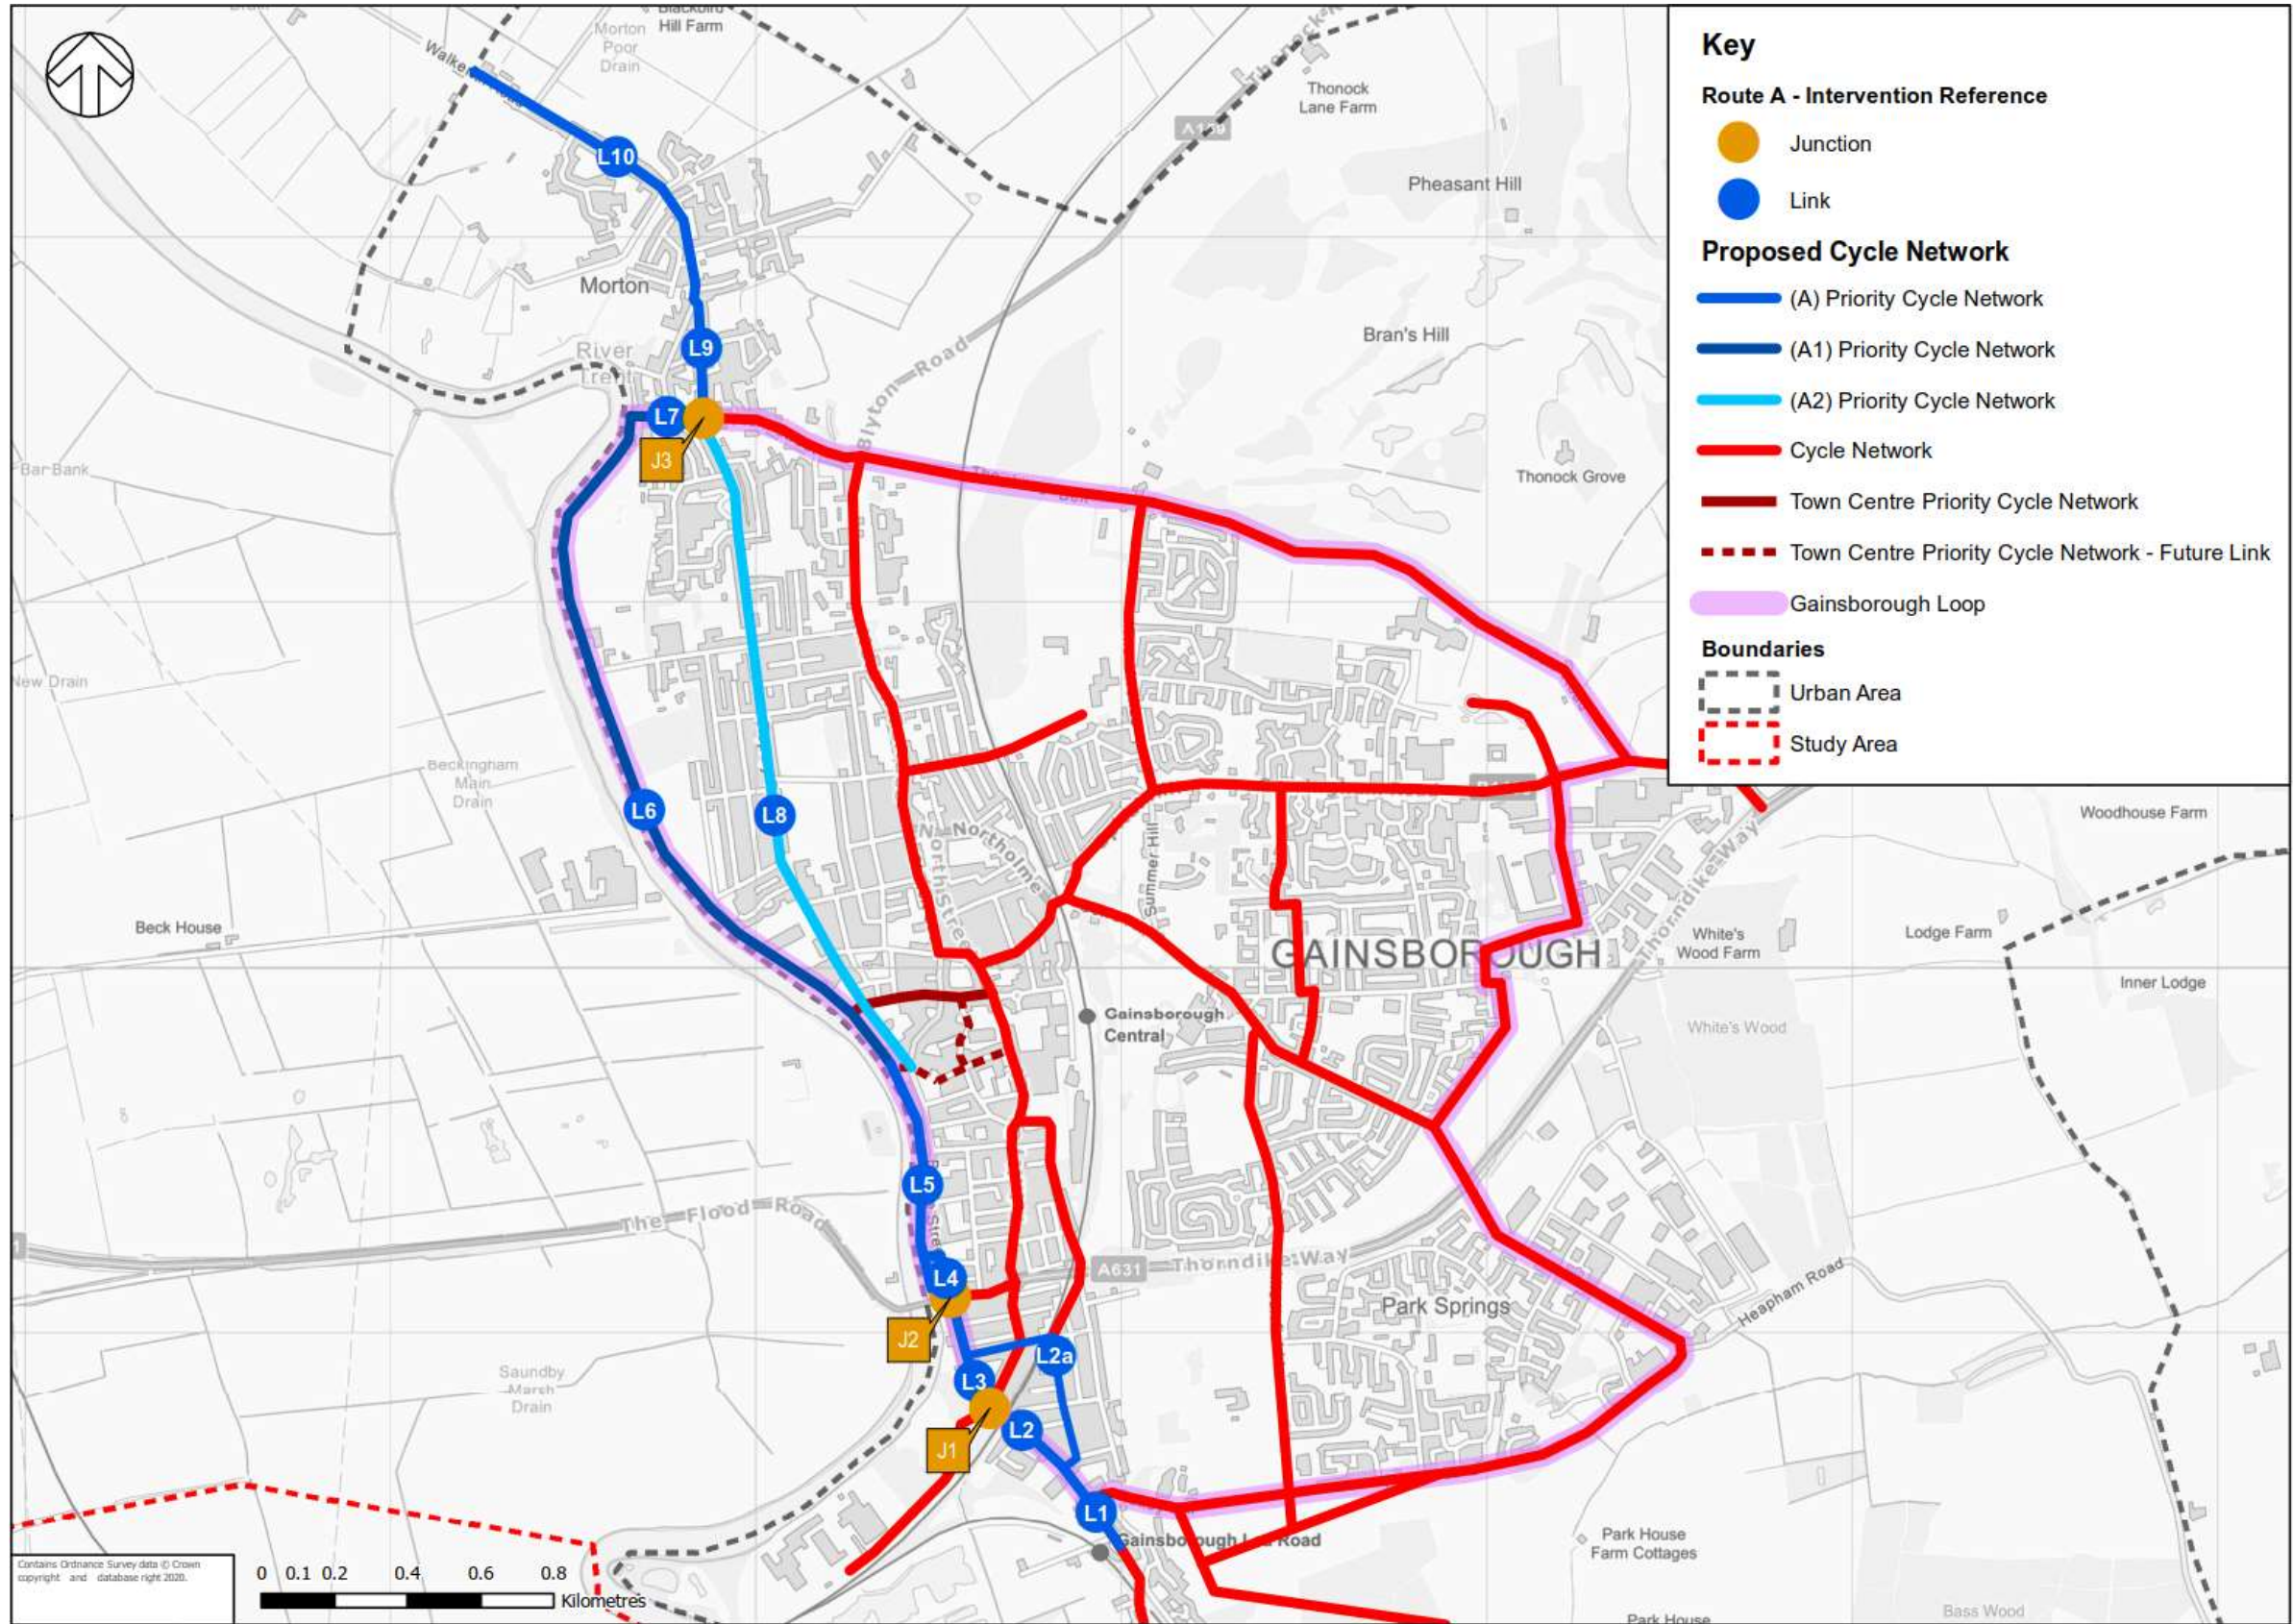 Key
Route A - Intervention Reference
Junction
Link
Proposed Cycle Network
(A) Priority Cycle Network
(A1) Priority Cycle Network
(A2) Priority Cycle Network
Cycle Network
Town Centre Priority Cycle Network
Town Centre Priority Cycle Network - Future Link
Gainsborough Loop
Boundaries
Urban Area
Study Area
Hill Farm
Morton
Poor
Drain
Thonock
Lane Farm
A159
L10
Pheasant Hill
Morton
Bran's Hill
L9
River
Trent
Blyton Road
L7
J3
Bar Bank
Thonock Grove
New Drain
Beckingham
Main
Drain
L6
L8
Woodhouse Farm
Northolme
North Street
Summer Hill
Thorndike Way
Beck House
GAINSBOROUGH
White's
Wood Farm
Lodge Farm
Inner Lodge
Gainsborough
Central
White's Wood
L5
The Flood Road
L4
A631
Thorndike Way
Park Springs
Heapham Road
J2
L2a
L3
Saundby
Marsh
Drain
L2
J1
L1
Road
Park House
Farm Cottages
Park House
Bass Wood
Contains Ordnance Survey data © Crown
copyright and database right 2020.
0 0.1 0.2 0.4 0.6 0.8
Kilometres